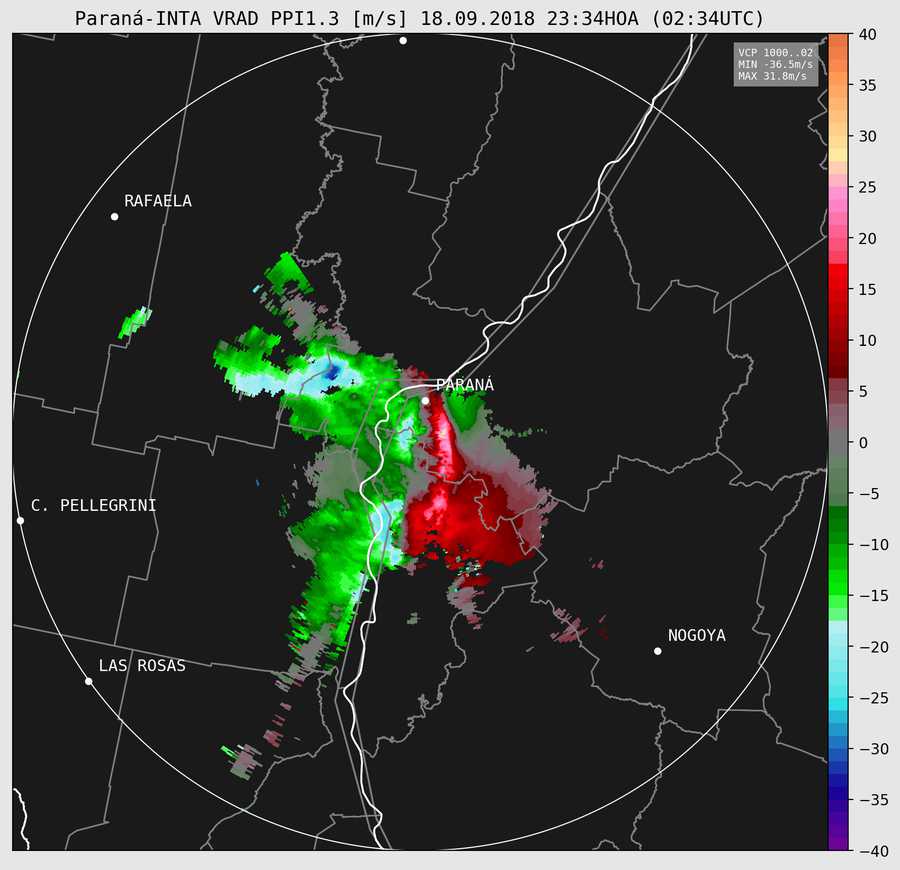 Paraná-INTA VRAD PPI1.3 [m/s] 18.09.2018 23:34HOA (02:34UTC)
VCP 1000..02
MIN -36.5m/s
MAX 31.8m/s
40
35
30
25
20
15
10
5
0
−5
−10
−15
−20
−25
−30
−35
−40
RAFAELA
PARANÁ
C. PELLEGRINI
NOGOYA
LAS ROSAS